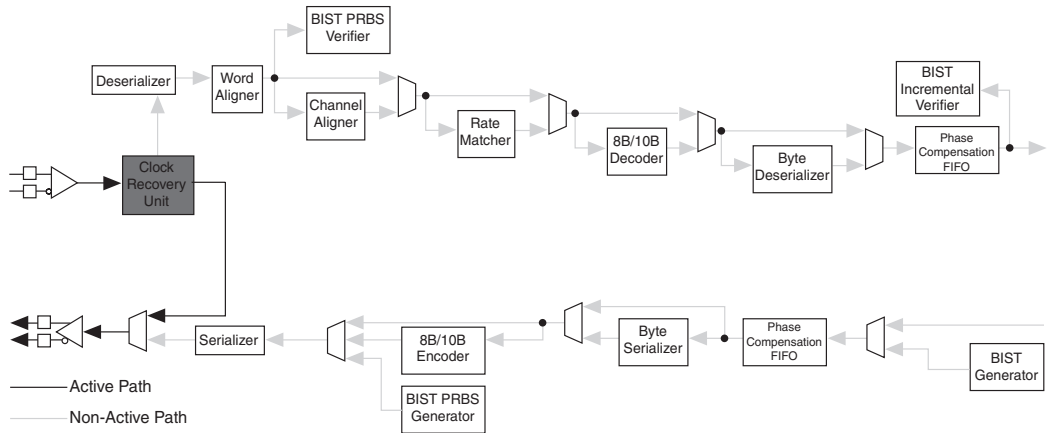 BIST PRBS
Verifier
Deserializer
Word
Aligner
Channel
Aligner
Rate
Matcher
8B/10B
Decoder
Byte
Deserializer
BIST
Incremental
Verifier
Phase
Compensation
FIFO
Clock
Recovery
Unit
Serializer
8B/10B
Encoder
BIST PRBS
Generator
Byte
Serializer
Phase
Compensation
FIFO
BIST
Generator
Active Path
Non-Active Path